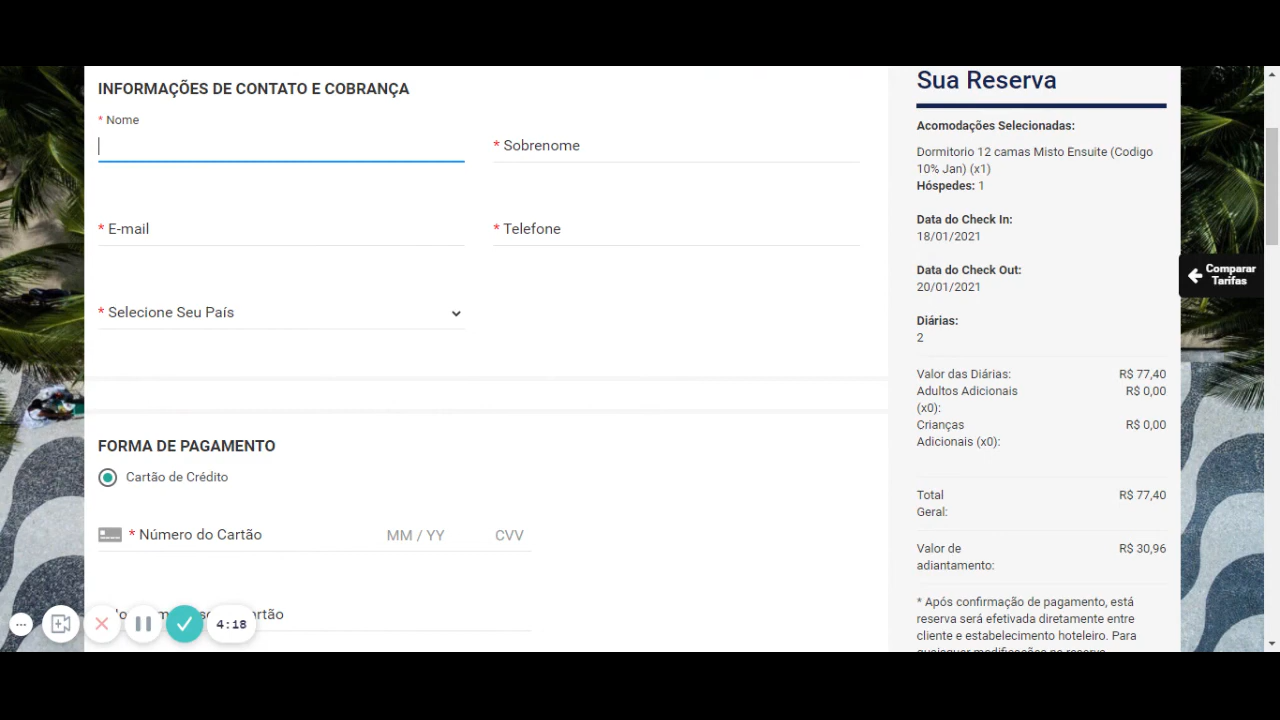 INFORMAÇÕES DE CONTATO E COBRANÇA
* Nome
* Sobrenome
* E-mail
* Telefone
* Selecione Seu País
FORMA DE PAGAMENTO
Cartão de Crédito
* Número do Cartão
MM / YY
CVV
4:18
Sua Reserva
Acomodações Selecionadas:
Dormitorio 12 camas Misto Ensuite (Codigo
10% Jan) (x1)
Hóspedes: 1
Data do Check In:
18/01/2021
Data do Check Out:
20/01/2021
Diárias:
2
Valor das Diárias: R$ 77,40
Adultos Adicionais R$ 0,00
(x0):
Crianças R$ 0,00
Adicionais (x0):
Total R$ 77,40
Geral:
Valor de R$ 30,96
adiantamento:
* Após confirmação de pagamento, está
reserva será efetivada diretamente entre
cliente e estabelecimento hoteleiro. Para
Comparar
Tarifas